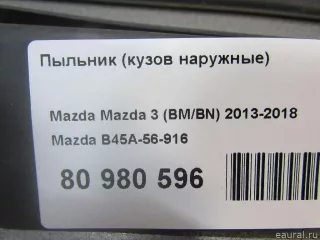 Пыльник (кузов наружные)
Mazda Mazda 3 (BM/BN) 2013-2018
Mazda B45A-56-916
80 980 596
eaural.ru